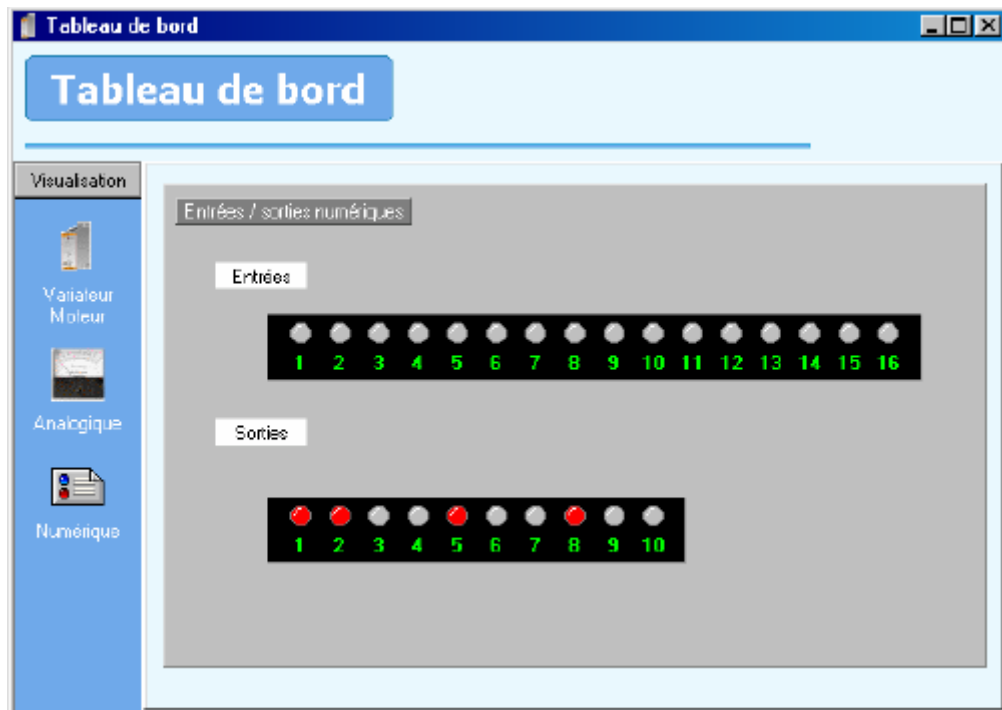 Tableau de bord
Tableau de bord
Visualisation
Variateur
Moteur
Analogique
Numérique
Entrées / sorties numériques
Entrées
1 2 3 4 5 6 7 8 9 10 11 12 13 14 15 16
Sorties
1 2 3 4 5 6 7 8 9 10